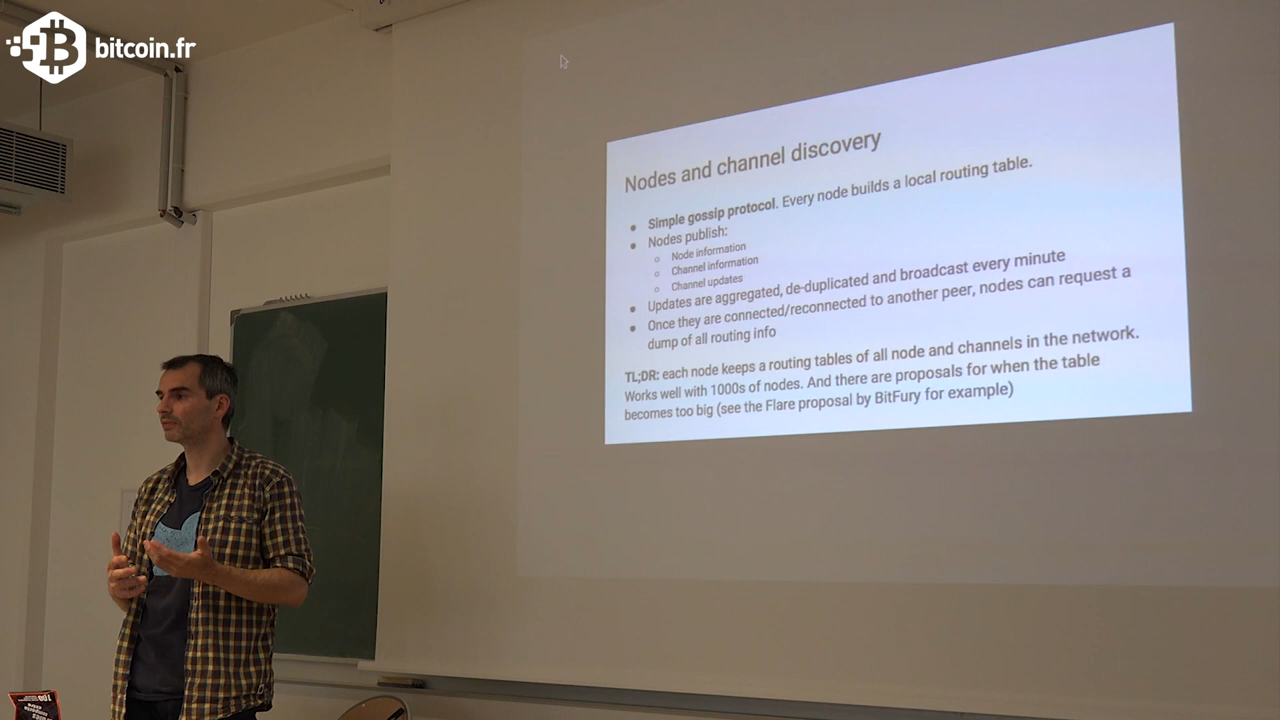 bitcoin.fr
Nodes and channel discovery
● Simple gossip protocol. Every node builds a local routing table.
● Nodes publish:
○ Node information
○ Channel information
○ Channel updates
● Updates are aggregated, de-duplicated and broadcast every minute
● Once they are connected/reconnected to another peer, nodes can request a
dump of all routing info
TL;DR: each node keeps a routing tables of all node and channels in the network.
Works well with 1000s of nodes. And there are proposals for when the table
becomes too big (see the Flare proposal by BitFury for example)